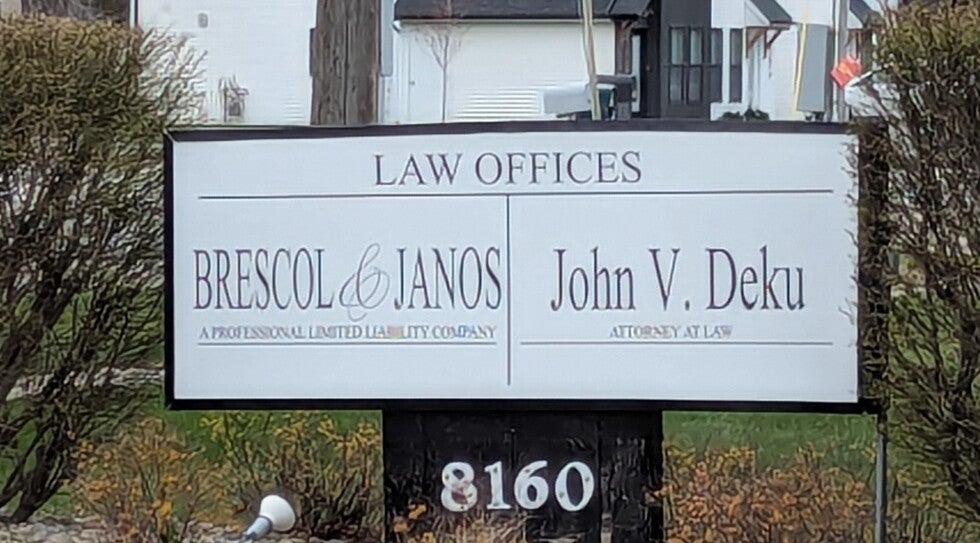 LAW OFFICES
BRESCOL & JANOS
A PROFESSIONAL LIMITED LIABILITY COMPANY
John V. Deku
ATTORNEY AT LAW
8160